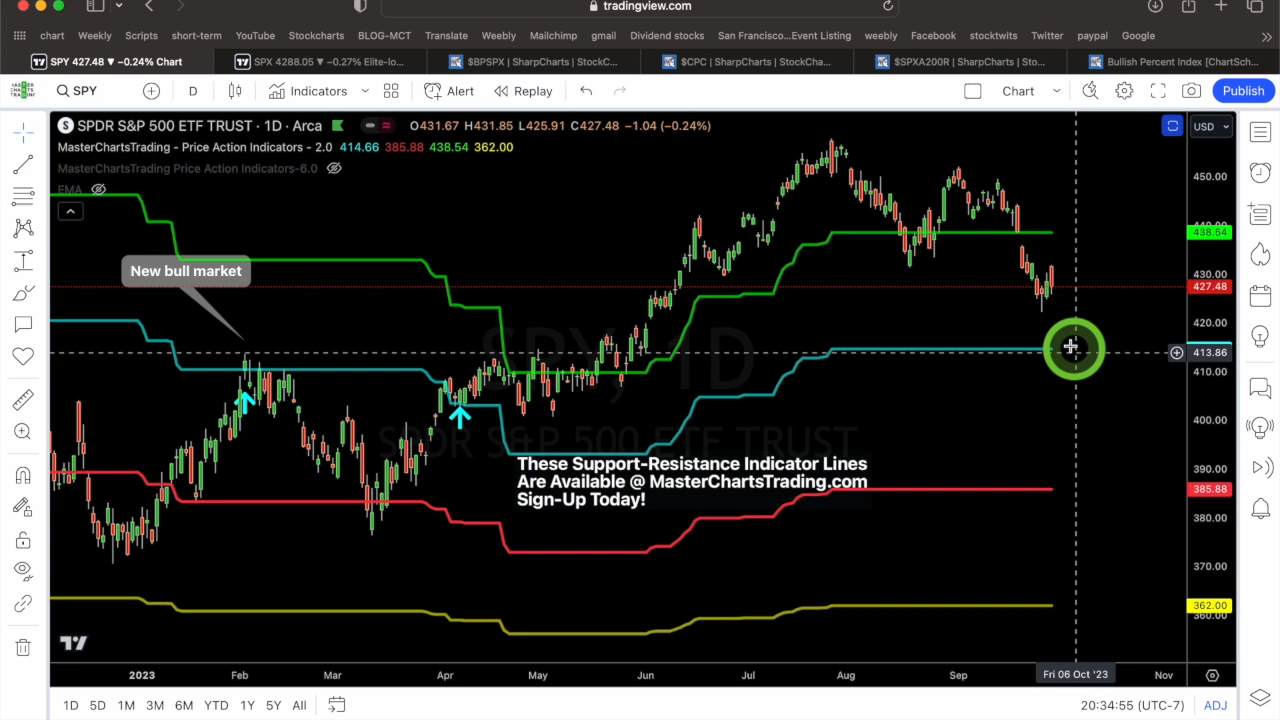 tradingview.com
chart Weekly Scripts short-term YouTube Stockcharts BLOG-MCT Translate Weebly Mailchimp gmail Dividend stocks San Francisco...Event Listing weebly Facebook stocktwits Twitter paypal Google
SPY 427.48 ▼ −0.24% Chart
SPX 4288.05 ▼ −0.27% Elite-lo...
$BPSPX | SharpCharts | StockC...
$CPC | SharpCharts | StockCha...
$SPXA200R | SharpCharts | Sto...
Bullish Percent Index [ChartSch...
MASTER CHARTS TRADING
SPY D Indicators Alert Replay Chart Publish
SPDR S&P 500 ETF TRUST · 1D · Arca O431.67 H431.85 L425.91 C427.48 −1.04 (−0.24%)
USD
MasterChartsTrading - Price Action Indicators - 2.0 414.66 385.88 438.54 362.00
MasterChartsTrading Price Action Indicators-6.0
EMA
New bull market
SPY, 1D
SPDR S&P 500 ETF TRUST
These Support-Resistance Indicator Lines
Are Available @ MasterChartsTrading.com
Sign-Up Today!
450.00
440.00
438.54
430.00
427.48
420.00
413.86
410.00
400.00
390.00
385.88
380.00
370.00
362.00
360.00
2023 Feb Mar Apr May Jun Jul Aug Sep Fri 06 Oct '23 Nov
1D 5D 1M 3M 6M YTD 1Y 5Y All 20:34:55 (UTC-7) ADJ